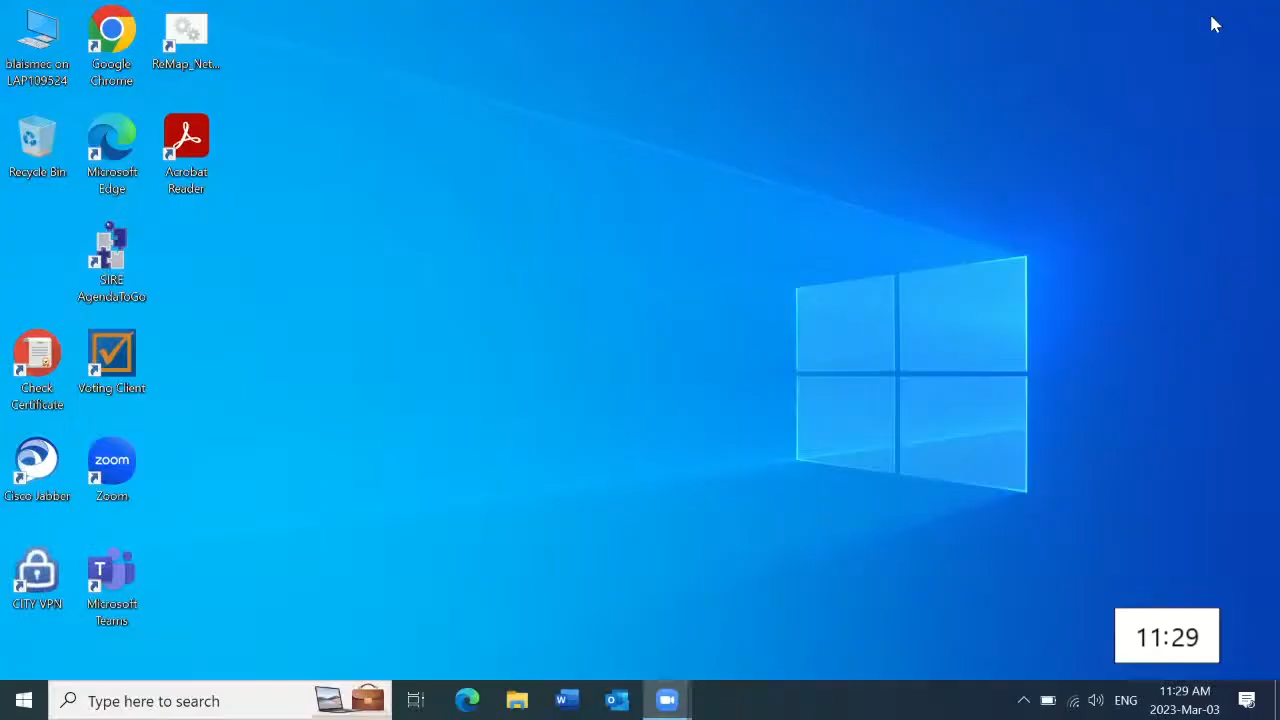 blaismec on
LAP109524
Google
Chrome
ReMap_Net...
Recycle Bin
Microsoft
Edge
Acrobat
Reader
SIRE
AgendaToGo
Check
Certificate
Voting Client
Cisco Jabber
zoom
Zoom
CITY VPN
T
Microsoft
Teams
11:29
Type here to search
W
O
ENG
11:29 AM
2023-Mar-03